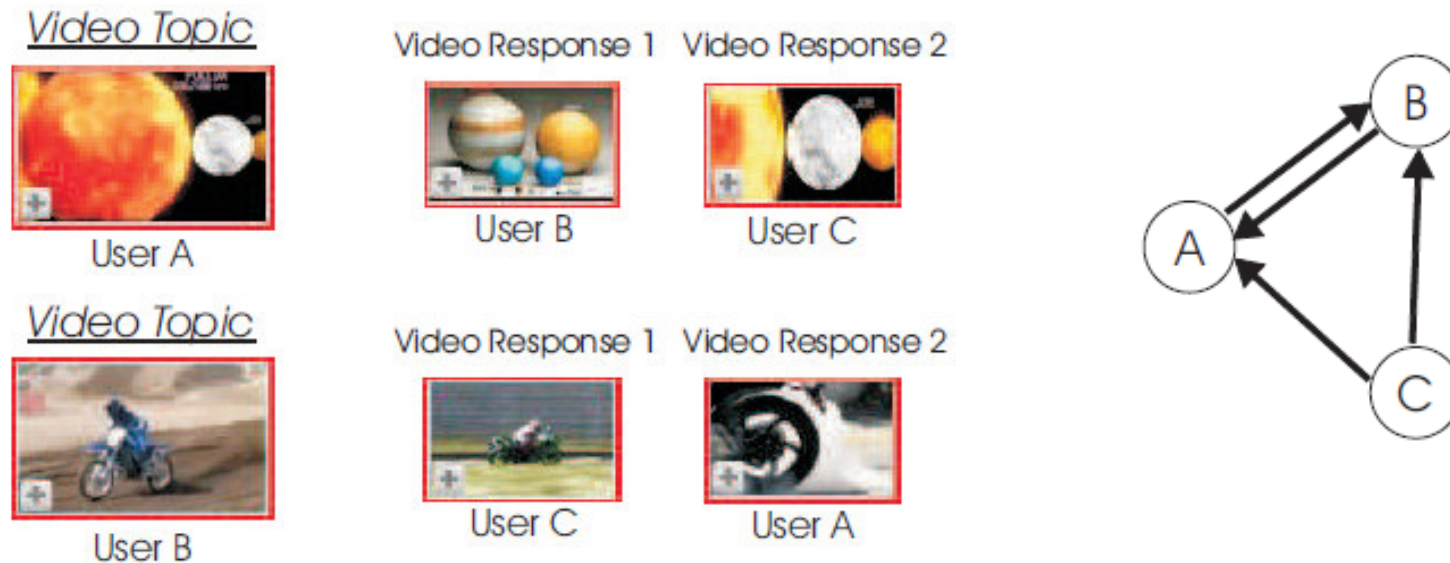 Video Topic
Video Response 1
Video Response 2
User A
User B
User C
Video Topic
Video Response 1
Video Response 2
User B
User C
User A
B
A
C